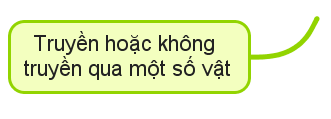 Truyền hoặc không
truyền qua một số vật